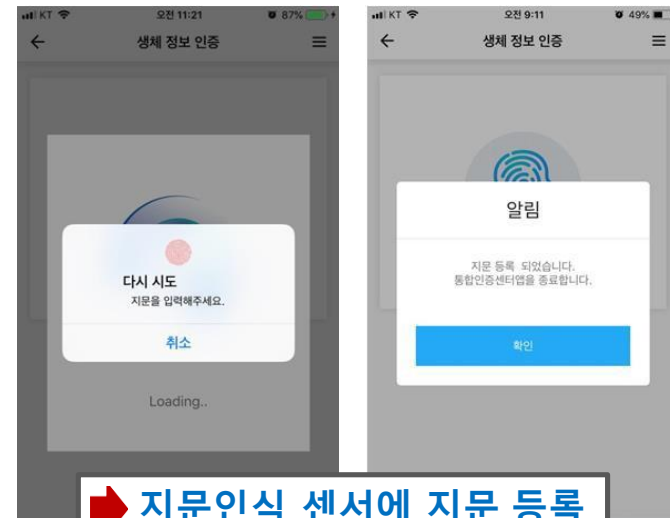 KT 오전 11:21 87%
생체 정보 인증
다시 시도
지문을 입력해주세요.
취소
Loading..
KT 오전 9:11 49%
생체 정보 인증
알림
지문 등록 되었습니다.
통합인증센터앱을 종료합니다.
확인
지문인식 센서에 지문 등록